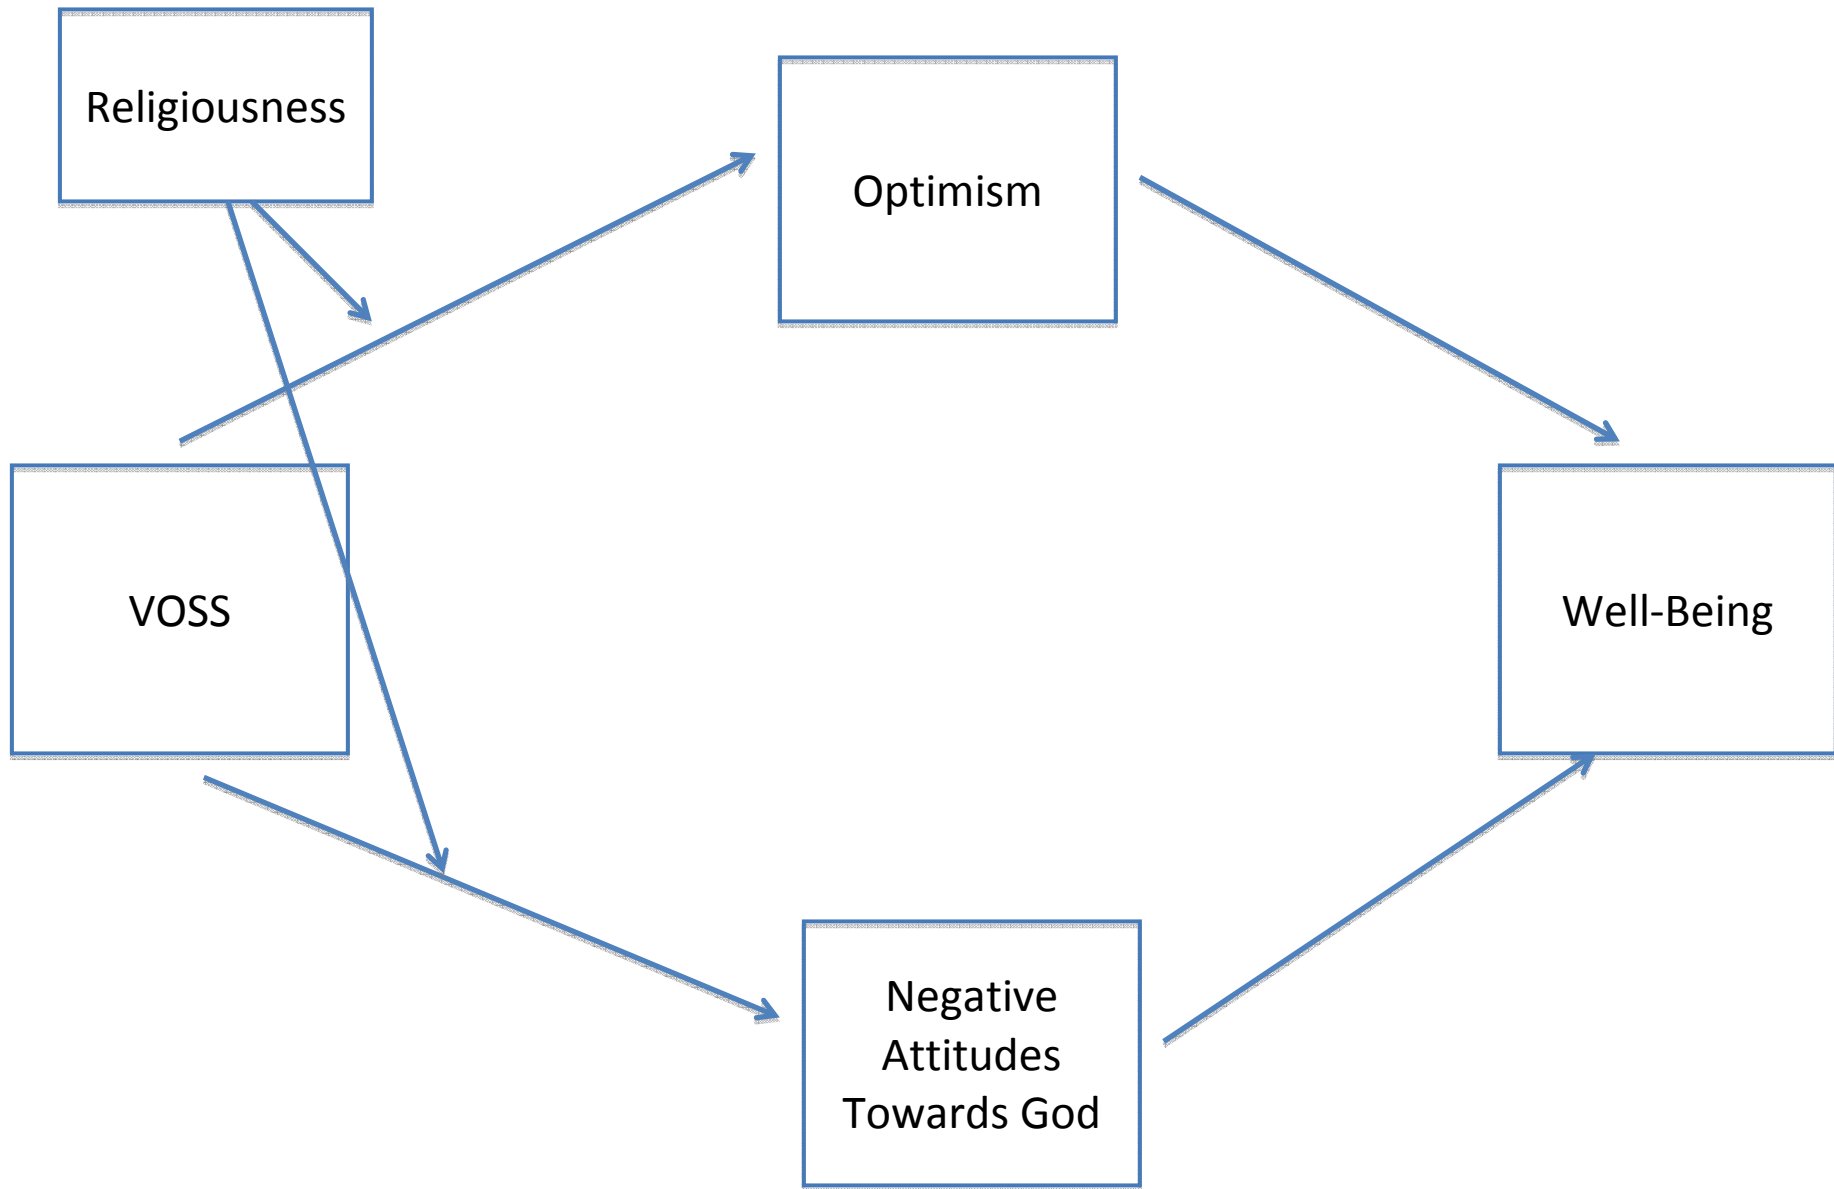 Religiousness
Optimism
VOSS
Well-Being
Negative
Attitudes
Towards God